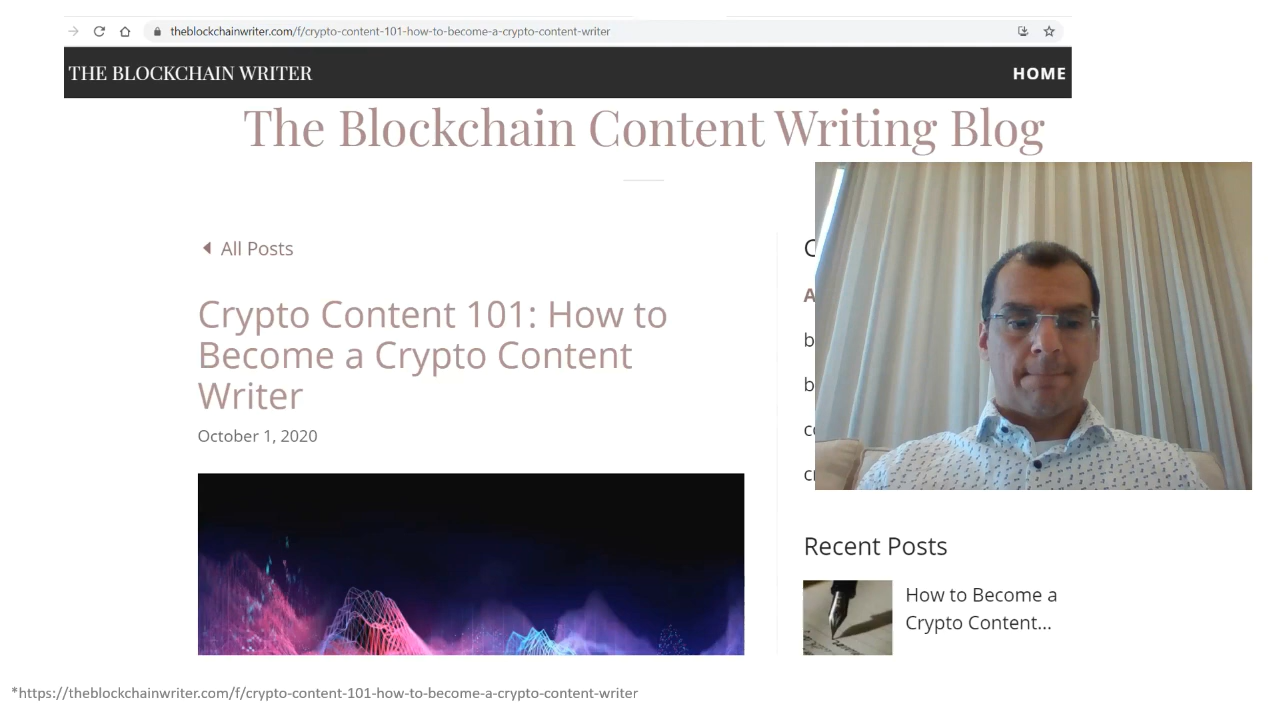 theblockchainwriter.com/f/crypto-content-101-how-to-become-a-crypto-content-writer
THE BLOCKCHAIN WRITER
HOME
The Blockchain Content Writing Blog
All Posts
Crypto Content 101: How to
Become a Crypto Content
Writer
October 1, 2020
Recent Posts
How to Become a
Crypto Content...
*https://theblockchainwriter.com/f/crypto-content-101-how-to-become-a-crypto-content-writer